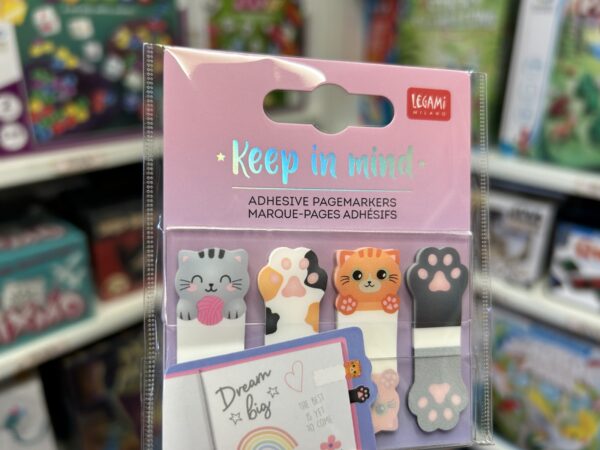 LEGAMI
MILANO
Keep in mind
ADHESIVE PAGEMARKERS
MARQUE-PAGES ADHÉSIFS
Dream
big
THE BEST
IS YET
TO COME